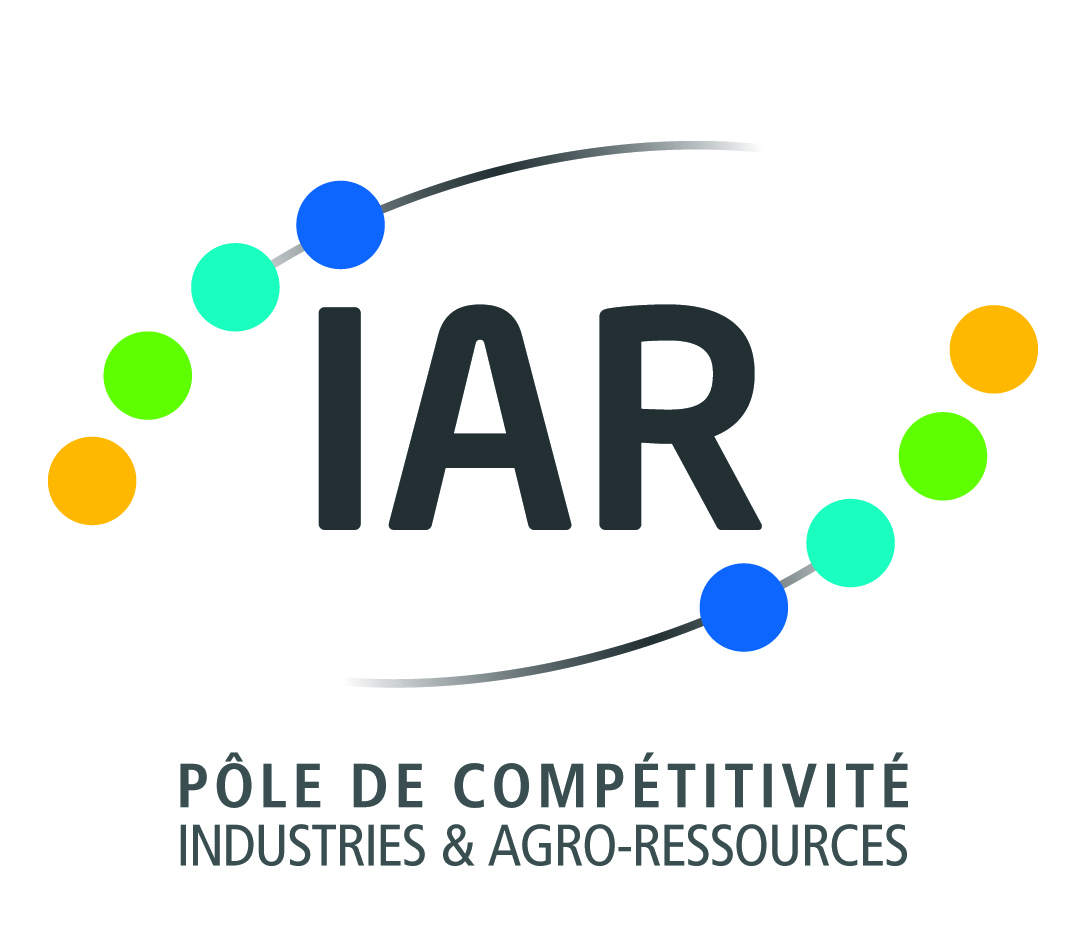 IAR
PÔLE DE COMPÉTITIVITÉ
INDUSTRIES & AGRO-RESSOURCES